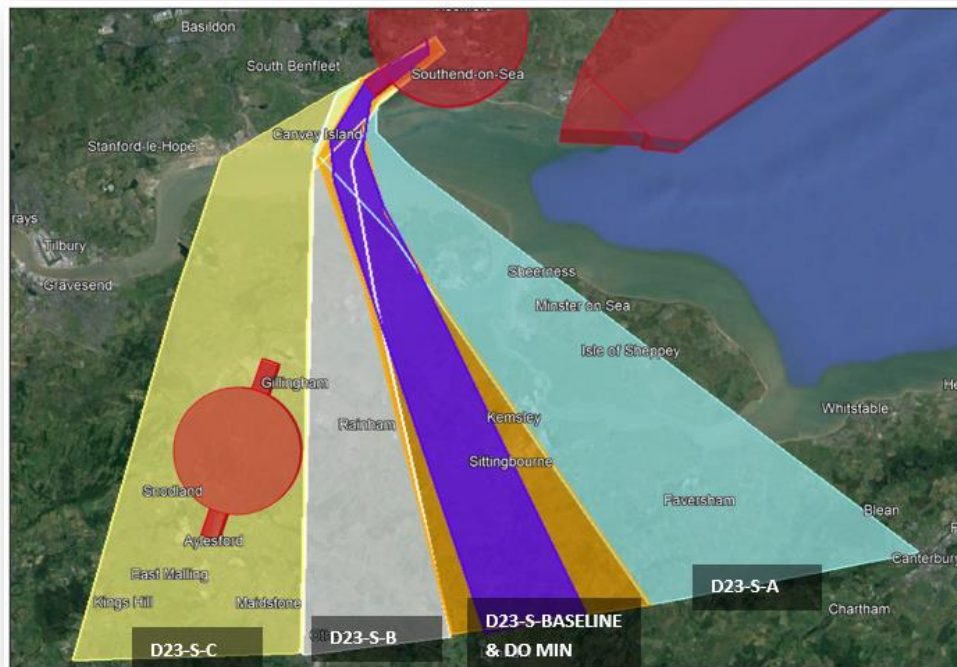 Basildon
South Benfleet
Southend-on-Sea
Canvey Island
Stanford-le-Hope
rays
Tilbury
Gravesend
Sheerness
Minster on Sea
Isle of Sheppey
Gillingham
Whitstable
Rainham
Kemsley
Sittingbourne
Snodland
Faversham
Blean
Aylesford
Canterbury
East Malling
Kings Hill
Maidstone
Chartham
D23-S-A
D23-S-BASELINE
& DO MIN
D23-S-B
D23-S-C